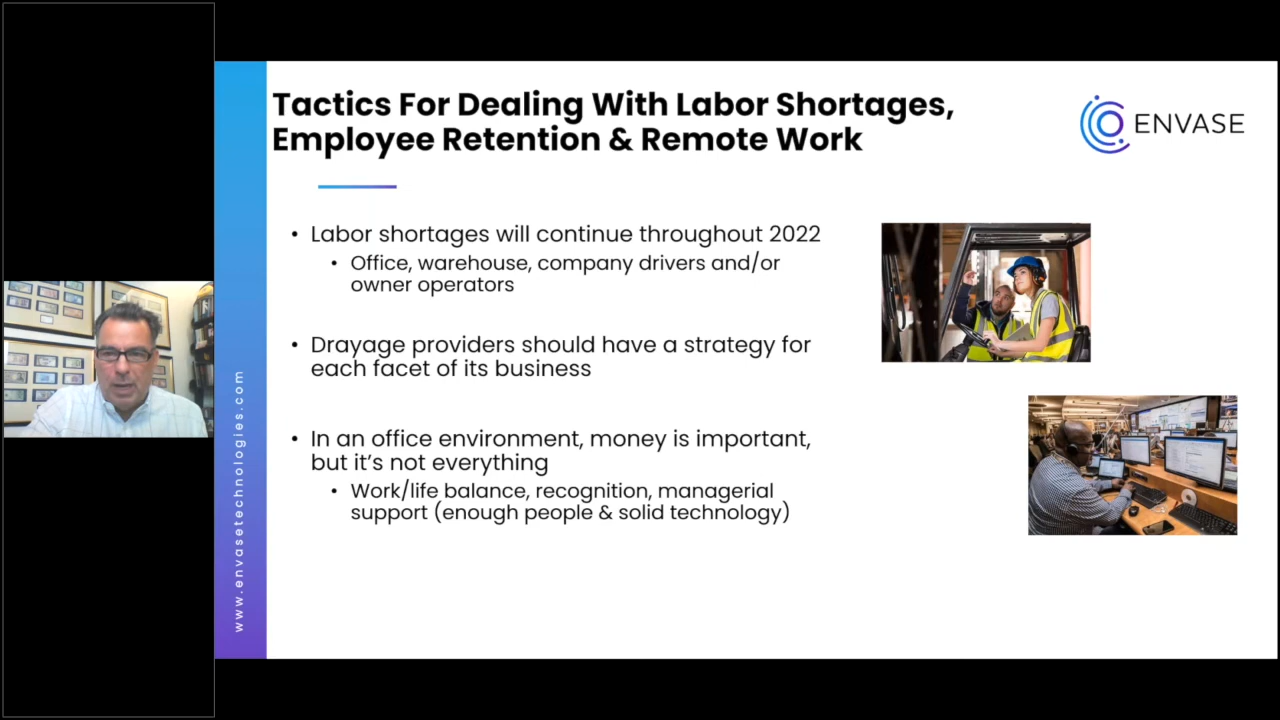 Tactics For Dealing With Labor Shortages,
Employee Retention & Remote Work
ENVASE
• Labor shortages will continue throughout 2022
• Office, warehouse, company drivers and/or
owner operators
• Drayage providers should have a strategy for
each facet of its business
• In an office environment, money is important,
but it’s not everything
• Work/life balance, recognition, managerial
support (enough people & solid technology)
www.envasetechnologies.com